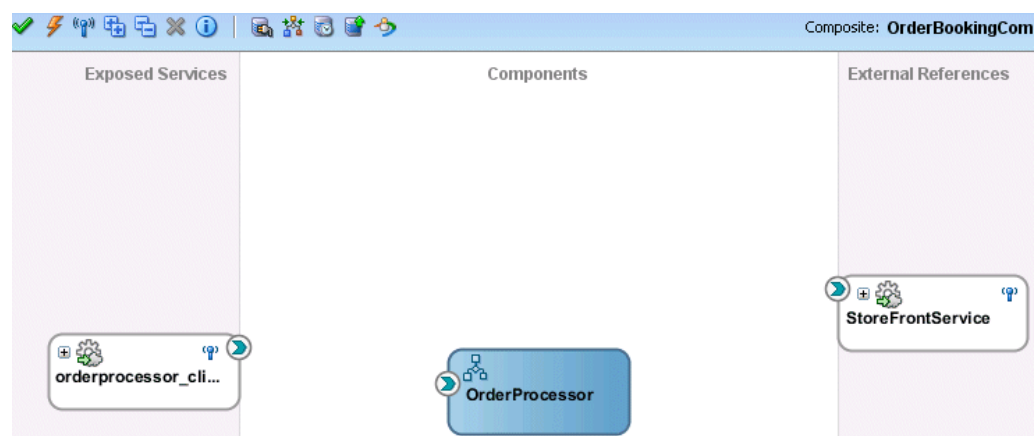 Composite: OrderBookingCom
Exposed Services
Components
External References
StoreFrontService
orderprocessor_cli...
OrderProcessor